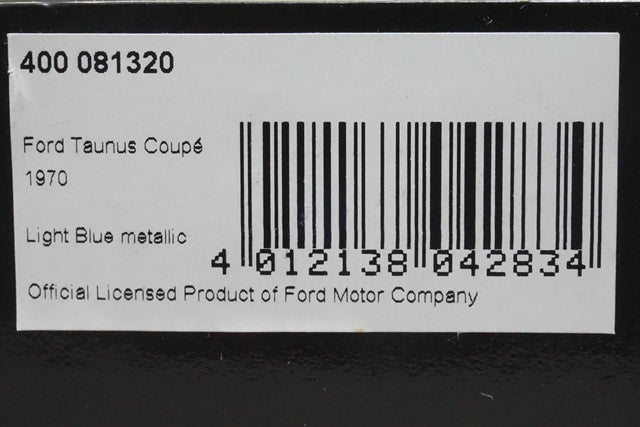 400 081320
Ford Taunus Coupé
1970
Light Blue metallic
4 012138 042834
Official Licensed Product of Ford Motor Company